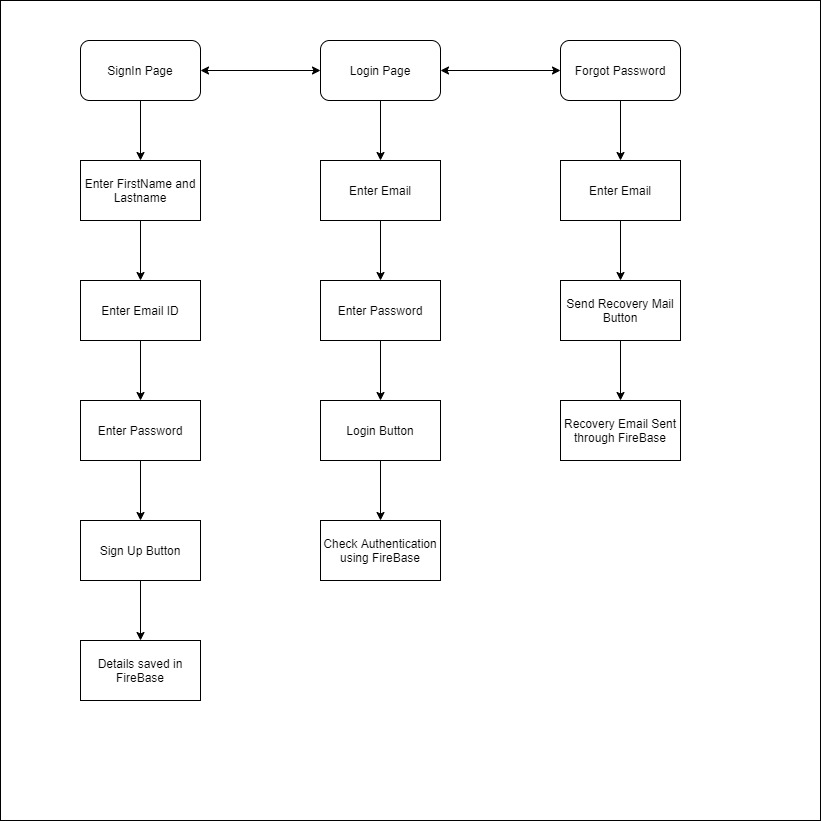 SignIn Page
Login Page
Forgot Password
Enter FirstName and
Lastname
Enter Email
Enter Email
Enter Email ID
Enter Password
Send Recovery Mail
Button
Enter Password
Login Button
Recovery Email Sent
through FireBase
Sign Up Button
Check Authentication
using FireBase
Details saved in
FireBase